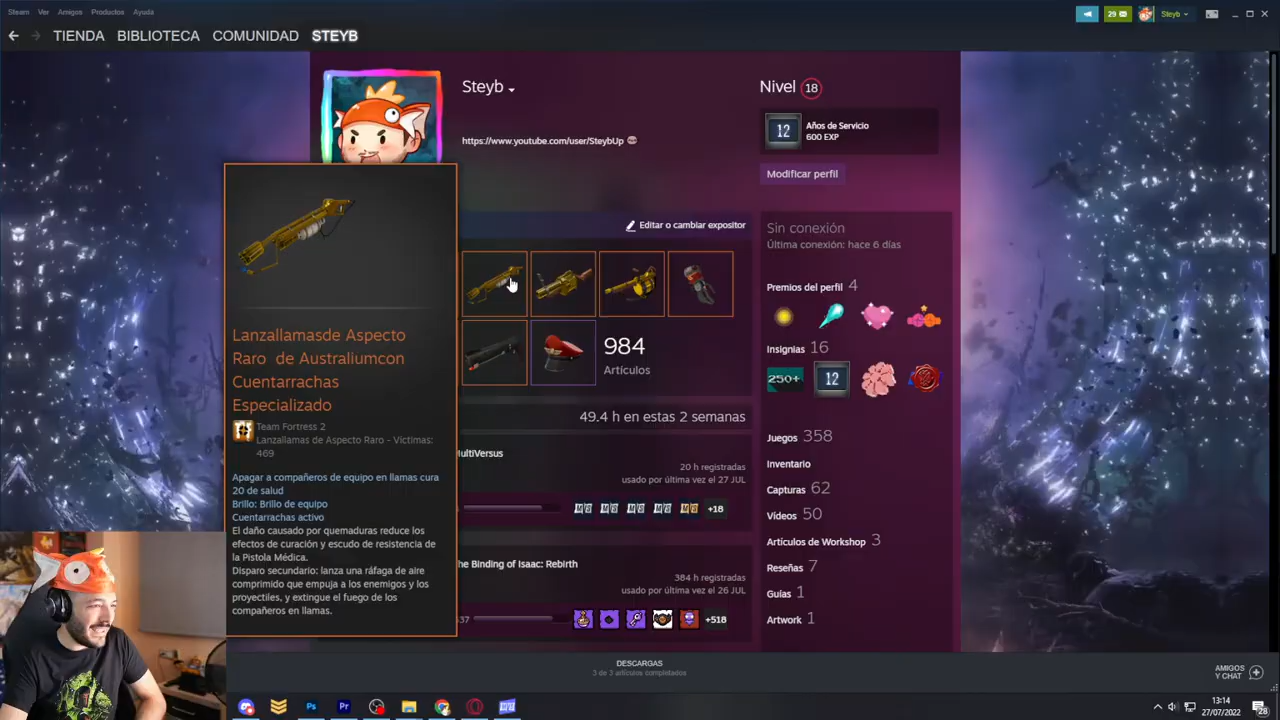 Steam Ver Amigos Productos Ayuda
29 Steyb
TIENDA BIBLIOTECA COMUNIDAD STEYB
Steyb
https://www.youtube.com/user/SteybUp
Nivel 18
12
Años de Servicio
600 EXP
Modificar perfil
Editar o cambiar expositor
Lanzallamasde Aspecto
Raro de Australiumcon
Cuentarrachas
Especializado
Team Fortress 2
Lanzallamas de Aspecto Raro - Víctimas:
469
Apagar a compañeros de equipo en llamas cura
20 de salud
Brillo: Brillo de equipo
Cuentarrachas activo
El daño causado por quemaduras reduce los
efectos de curación y escudo de resistencia de
la Pistola Médica.
Disparo secundario: lanza una ráfaga de aire
comprimido que empuja a los enemigos y los
proyectiles, y extingue el fuego de los
compañeros en llamas.
984
Artículos
49.4 h en estas 2 semanas
ultiVersus
20 h registradas
usado por última vez el 27 JUL
+18
he Binding of Isaac: Rebirth
384 h registradas
usado por última vez el 26 JUL
37
+518
Sin conexión
Última conexión: hace 6 días
Premios del perfil 4
Insignias 16
250+
12
Juegos 358
Inventario
Capturas 62
Vídeos 50
Artículos de Workshop 3
Reseñas 7
Guías 1
Artwork 1
DESCARGAS
3 de 3 artículos completados
AMIGOS
Y CHAT
Ps
Pr
13:14
27/07/2022
28